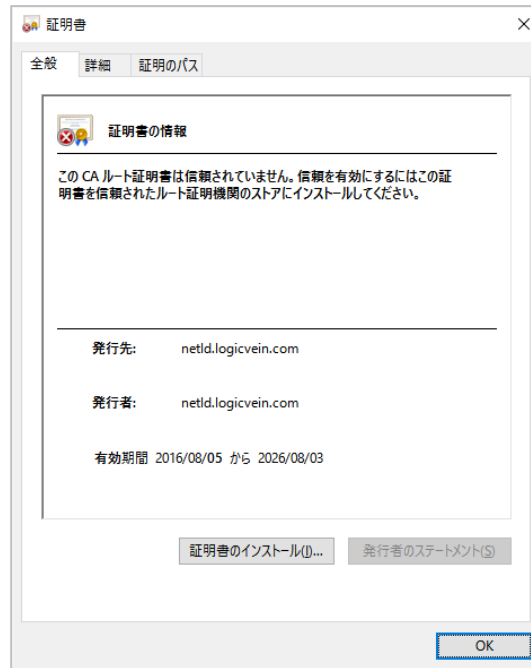 証明書
全般 詳細 証明のパス
証明書の情報
この CA ルート証明書は信頼されていません。信頼を有効にするにはこの証
明書を信頼されたルート証明機関のストアにインストールしてください。
発行先: netld.logicvein.com
発行者: netld.logicvein.com
有効期間 2016/08/05 から 2026/08/03
証明書のインストール(I)... 発行者のステートメント(S)
OK